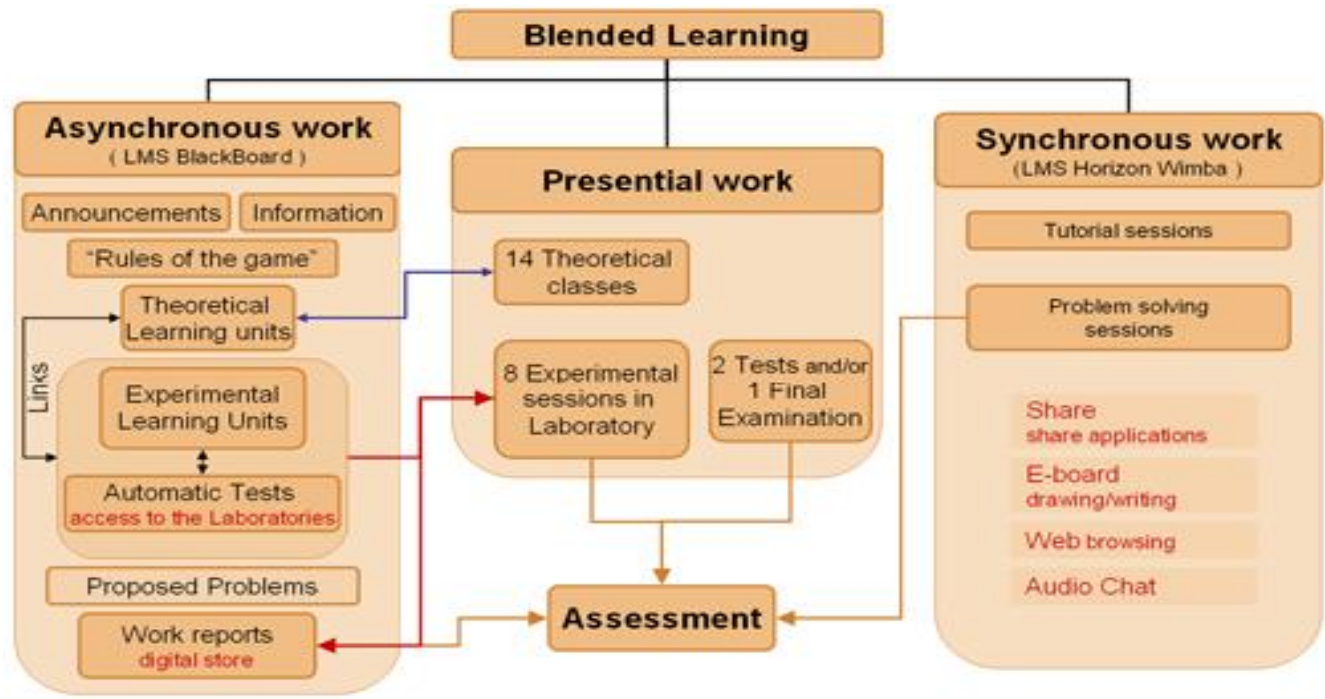 Blended Learning
Asynchronous work
( LMS BlackBoard )
Announcements
Information
“Rules of the game”
Theoretical
Learning units
Links
Experimental
Learning Units
Automatic Tests
access to the Laboratories
Proposed Problems
Work reports
digital store
Presential work
14 Theoretical
classes
8 Experimental
sessions in
Laboratory
2 Tests and/or
1 Final
Examination
Assessment
Synchronous work
(LMS Horizon Wimba )
Tutorial sessions
Problem solving
sessions
Share
share applications
E-board
drawing/writing
Web browsing
Audio Chat